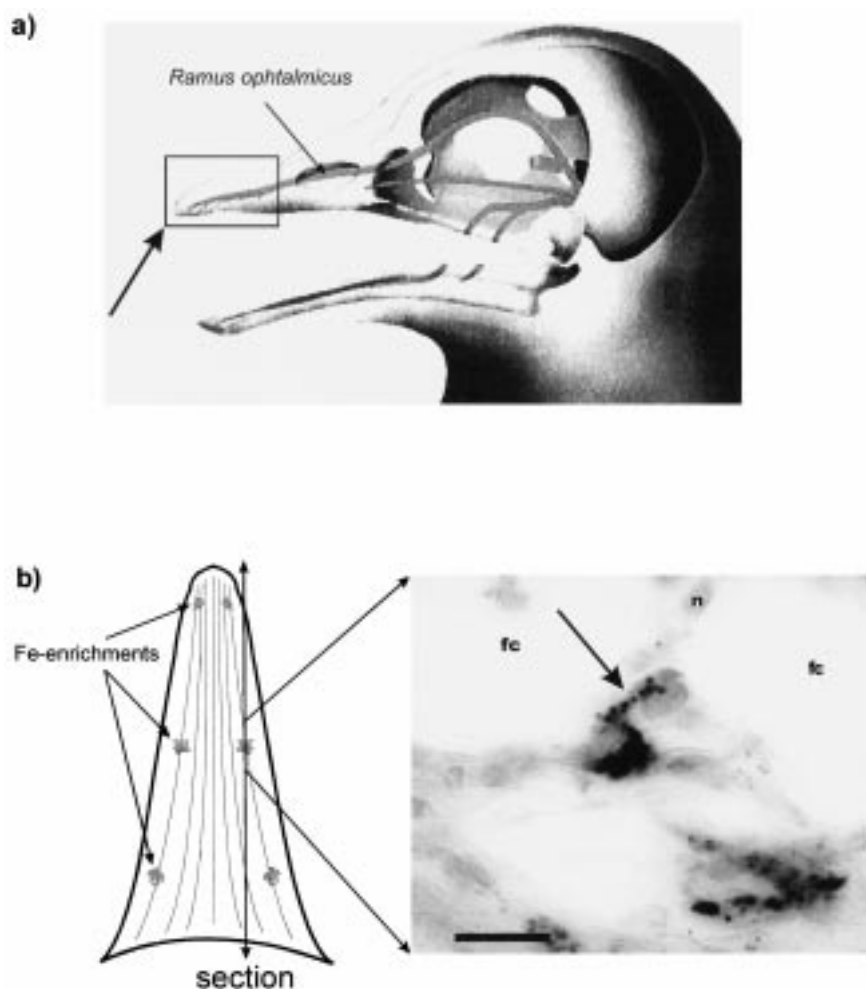 a)
Ramus ophtalmicus
b)
Fe-enrichments
section
fc
n
fc